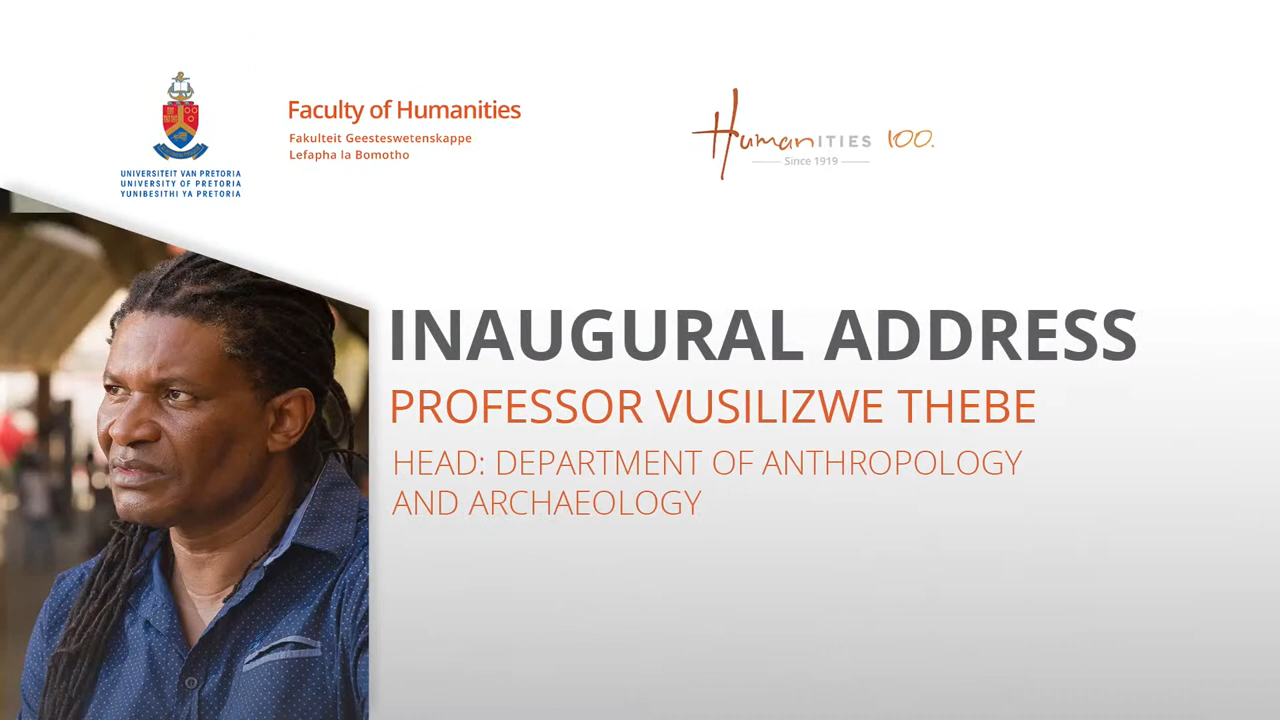 UNIVERSITEIT VAN PRETORIA
UNIVERSITY OF PRETORIA
YUNIBESITHI YA PRETORIA
Faculty of Humanities
Fakulteit Geesteswetenskappe
Lefapha la Bomotho
Humanities 100.
Since 1919
INAUGURAL ADDRESS
PROFESSOR VUSILIZWE THEBE
HEAD: DEPARTMENT OF ANTHROPOLOGY
AND ARCHAEOLOGY